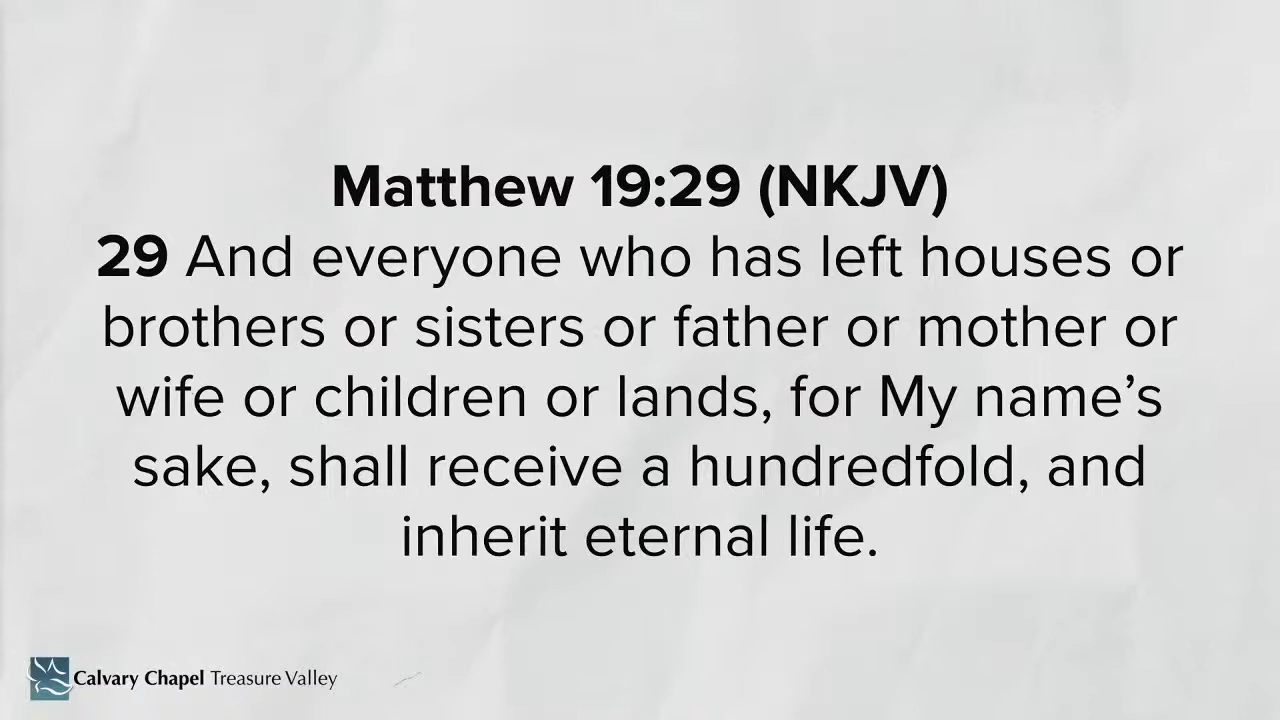 Matthew 19:29 (NKJV)
29 And everyone who has left houses or
brothers or sisters or father or mother or
wife or children or lands, for My name’s
sake, shall receive a hundredfold, and
inherit eternal life.
Calvary Chapel Treasure Valley